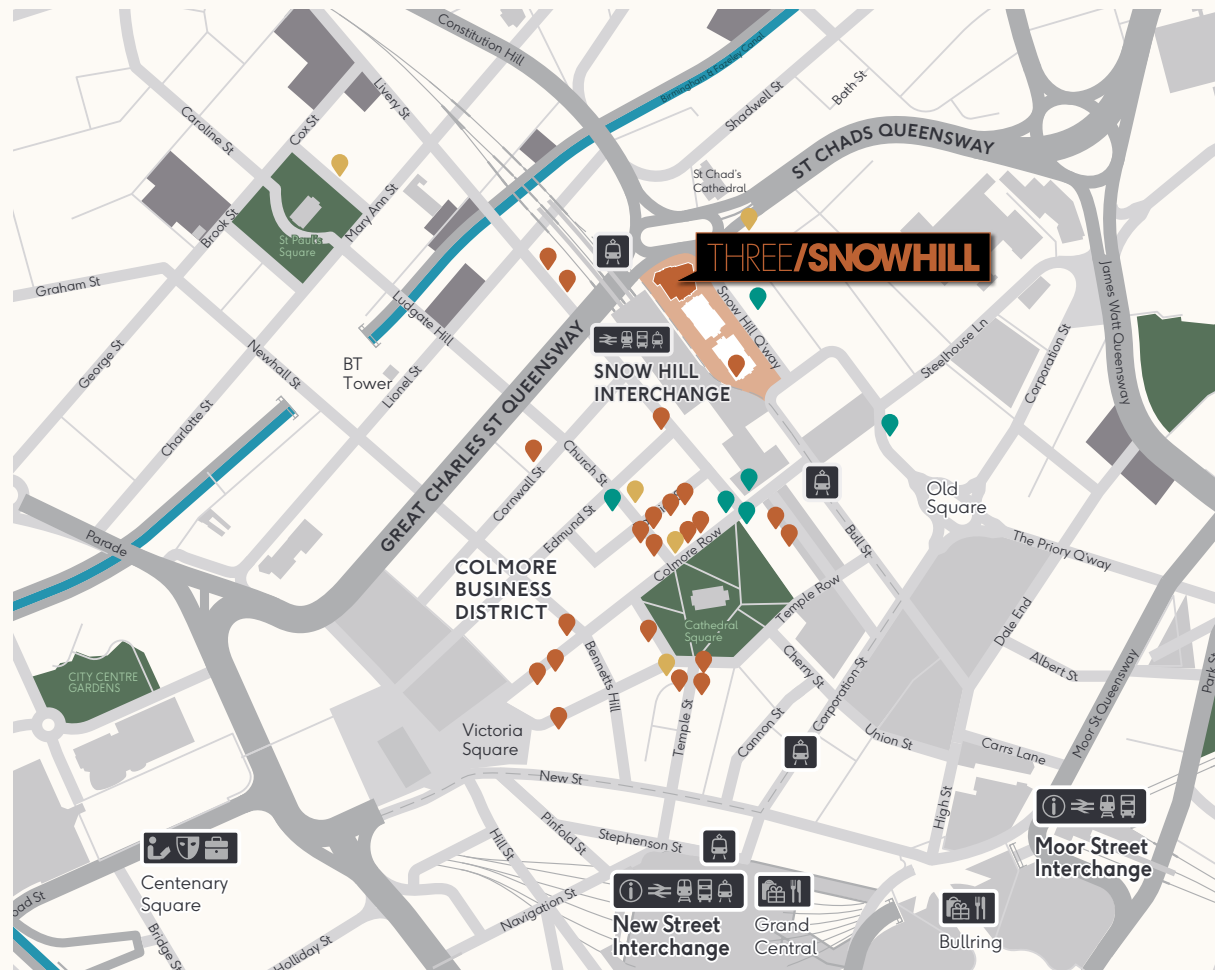 Constitution Hill
Birmingham & Fazeley Canal
Livery St
Shadwell St
Bath St
Caroline St
Cox St
ST CHADS QUEENSWAY
St Chad's
Cathedral
Mary Ann St
Brook St
St Pauls
Square
THREE/SNOWHILL
Graham St
Ludgate Hill
Snow Hill Q'way
James Watt Queensway
George St
Newhall St
BT
Tower
Lionel St
SNOW HILL
INTERCHANGE
Steelhouse Ln
Corporation St
Charlotte St
GREAT CHARLES ST QUEENSWAY
Church St
Cornwall St
Edmund St
Old
Square
Parade
Bull St
The Priory Q'way
Colmore Row
COLMORE
BUSINESS
DISTRICT
Temple Row
Cathedral
Square
Dale End
Albert St
Park St
CITY CENTRE
GARDENS
Bennetts Hill
Cherry St
Corporation St
Moor St Queensway
Victoria
Square
Temple St
Cannon St
Union St
Carrs Lane
New St
High St
Pinfold St
Stephenson St
Hill St
Moor Street
Interchange
Centenary
Square
Navigation St
New Street
Interchange
Grand
Central
Bullring
Bridge St
Holliday St